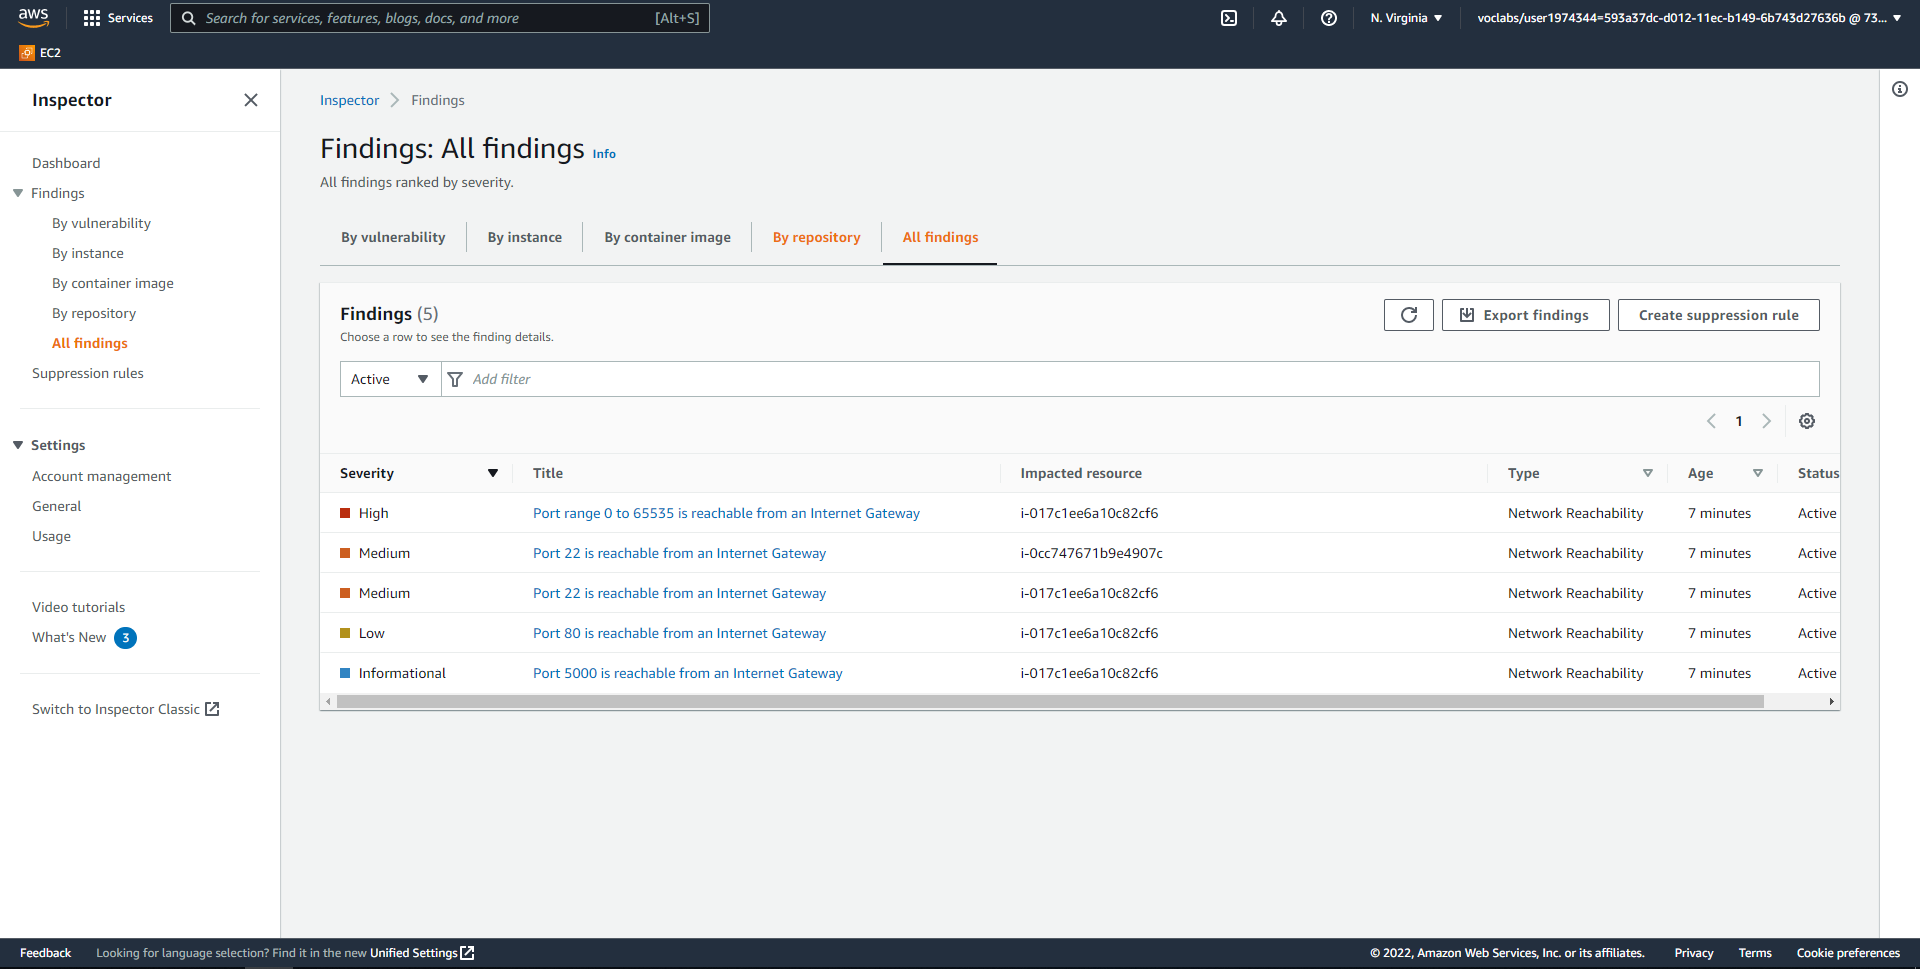 aws
Services
Search for services, features, blogs, docs, and more
[Alt+S]
N. Virginia
voclabs/user1974344=593a37dc-d012-11ec-b149-6b743d27636b @ 73...
EC2
Inspector
Dashboard
Findings
By vulnerability
By instance
By container image
By repository
All findings
Suppression rules
Settings
Account management
General
Usage
Video tutorials
What's New 3
Switch to Inspector Classic
Inspector > Findings
Findings: All findings Info
All findings ranked by severity.
By vulnerability By instance By container image By repository All findings
Findings (5)
Choose a row to see the finding details.
Export findings
Create suppression rule
Active Add filter
1
Severity Title Impacted resource Type Age Status
High Port range 0 to 65535 is reachable from an Internet Gateway i-017c1ee6a10c82cf6 Network Reachability 7 minutes Active
Medium Port 22 is reachable from an Internet Gateway i-0cc747671b9e4907c Network Reachability 7 minutes Active
Medium Port 22 is reachable from an Internet Gateway i-017c1ee6a10c82cf6 Network Reachability 7 minutes Active
Low Port 80 is reachable from an Internet Gateway i-017c1ee6a10c82cf6 Network Reachability 7 minutes Active
Informational Port 5000 is reachable from an Internet Gateway i-017c1ee6a10c82cf6 Network Reachability 7 minutes Active
Feedback Looking for language selection? Find it in the new Unified Settings © 2022, Amazon Web Services, Inc. or its affiliates. Privacy Terms Cookie preferences